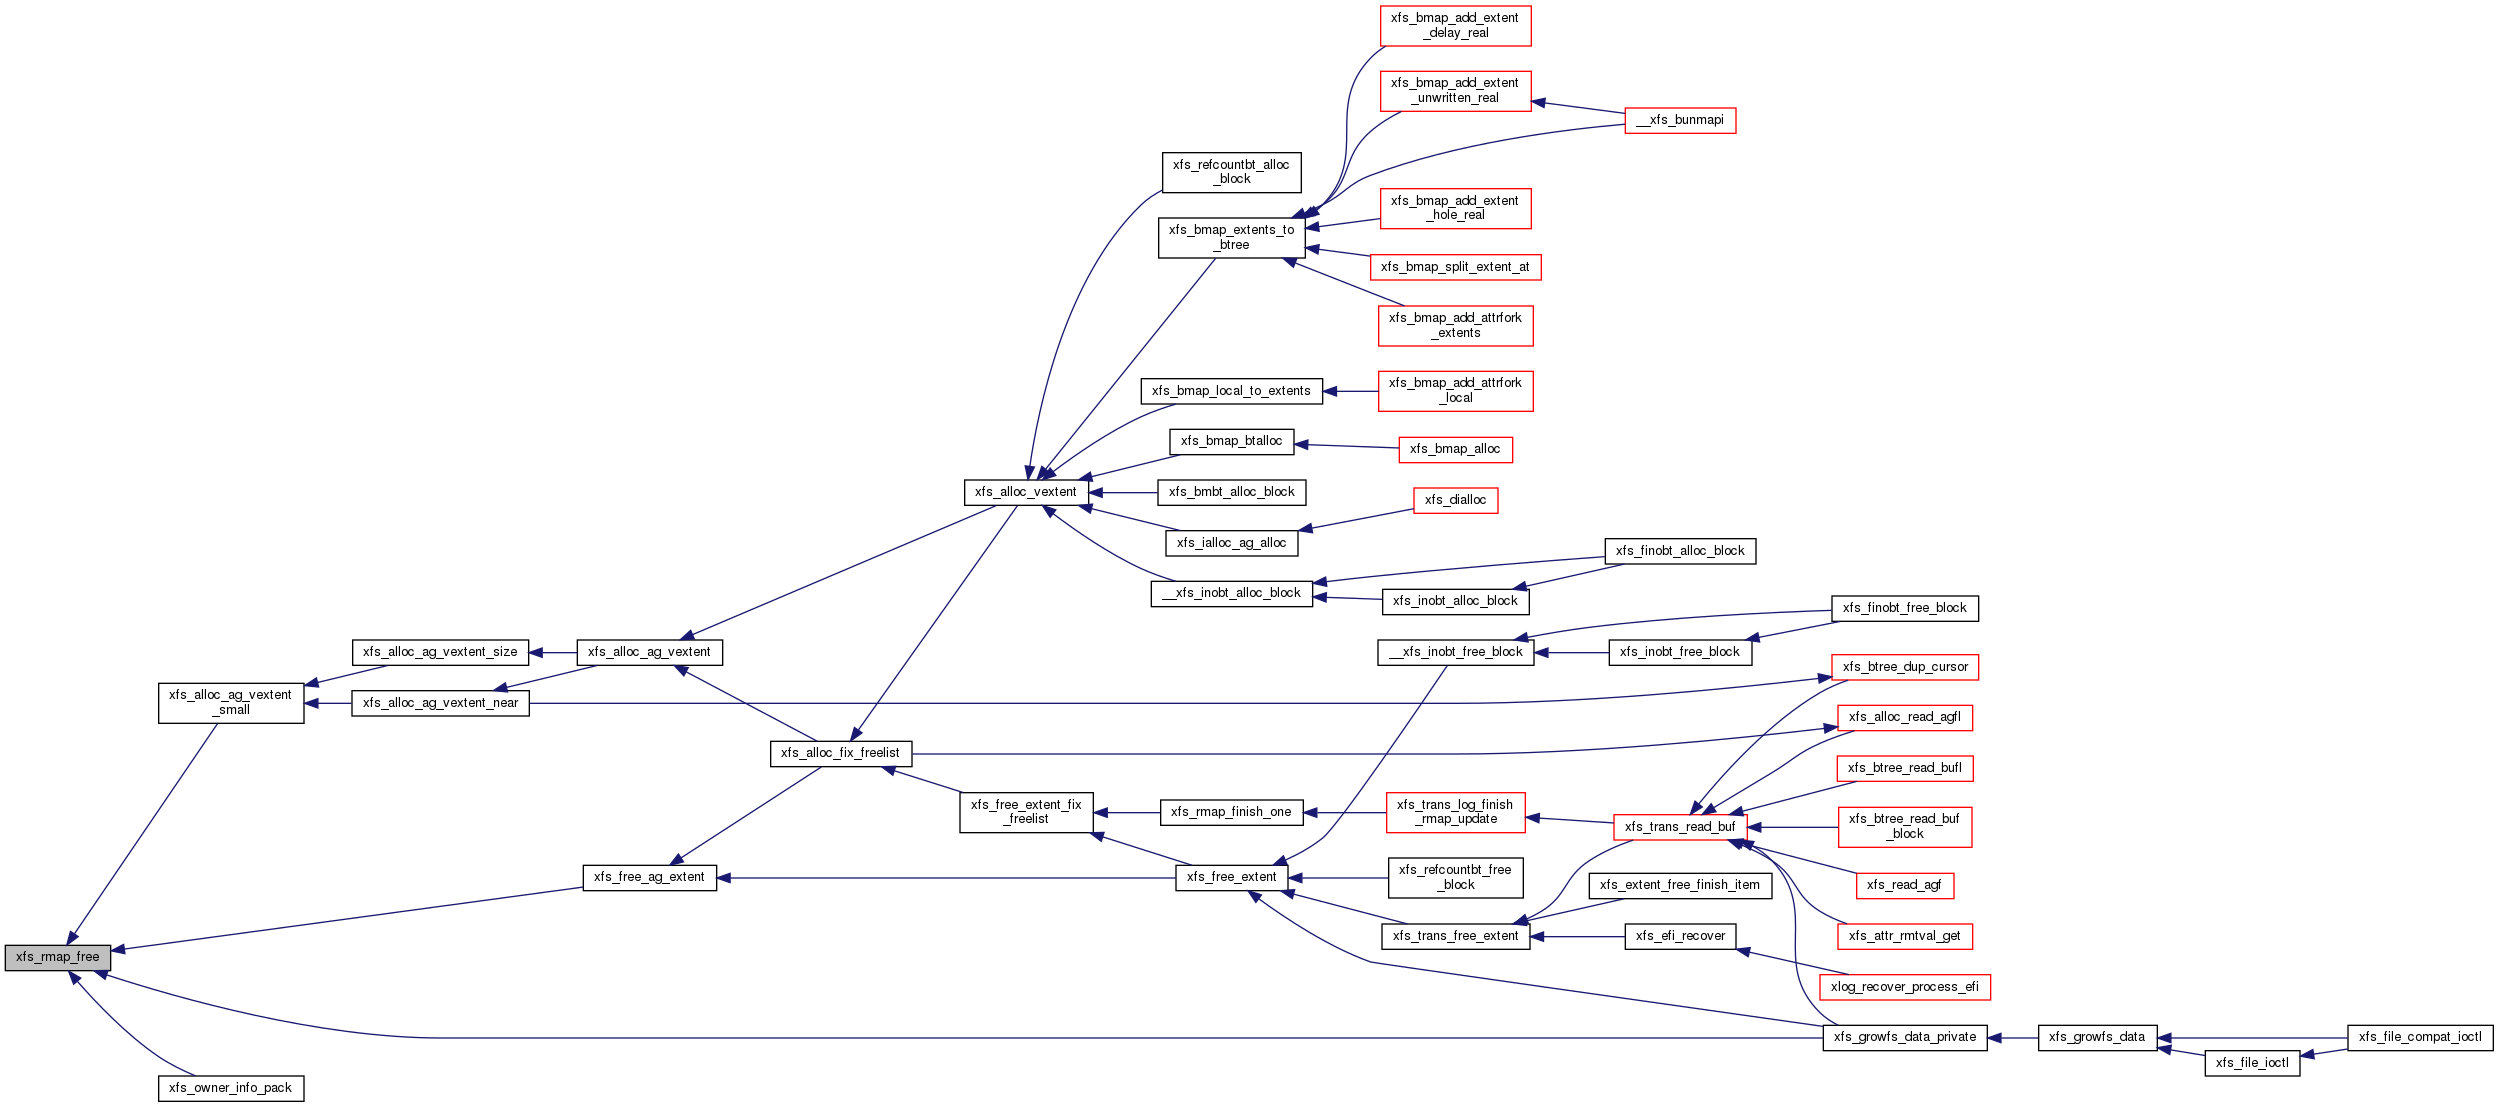 xfs_bmap_add_extent
_delay_real
xfs_bmap_add_extent
_unwritten_real
__xfs_bunmapi
xfs_refcountbt_alloc
_block
xfs_bmap_add_extent
_hole_real
xfs_bmap_extents_to
_btree
xfs_bmap_split_extent_at
xfs_bmap_add_attrfork
_extents
xfs_bmap_local_to_extents
xfs_bmap_add_attrfork
_local
xfs_bmap_btalloc
xfs_bmap_alloc
xfs_alloc_vextent
xfs_bmbt_alloc_block
xfs_dialloc
xfs_ialloc_ag_alloc
xfs_finobt_alloc_block
__xfs_inobt_alloc_block
xfs_inobt_alloc_block
xfs_finobt_free_block
xfs_alloc_ag_vextent_size
xfs_alloc_ag_vextent
__xfs_inobt_free_block
xfs_inobt_free_block
xfs_btree_dup_cursor
xfs_alloc_ag_vextent
_small
xfs_alloc_ag_vextent_near
xfs_alloc_read_agfl
xfs_alloc_fix_freelist
xfs_btree_read_bufl
xfs_free_extent_fix
_freelist
xfs_rmap_finish_one
xfs_trans_log_finish
_rmap_update
xfs_trans_read_buf
xfs_btree_read_buf
_block
xfs_free_ag_extent
xfs_free_extent
xfs_refcountbt_free
_block
xfs_extent_free_finish_item
xfs_read_agf
xfs_trans_free_extent
xfs_efi_recover
xfs_attr_rmtval_get
xfs_rmap_free
xlog_recover_process_efi
xfs_growfs_data_private
xfs_growfs_data
xfs_file_compat_ioctl
xfs_file_ioctl
xfs_owner_info_pack